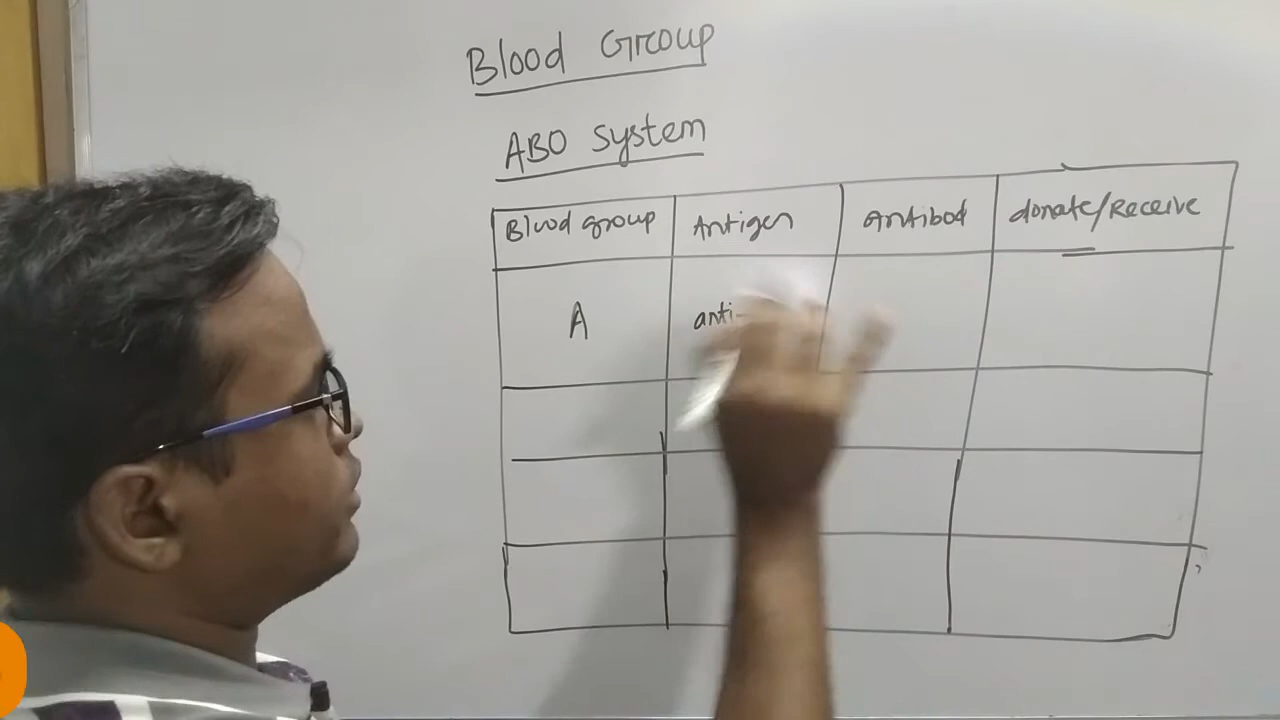 Blood Group
ABO System
Blood group Antigen Antibod donate/Receive
A anti-